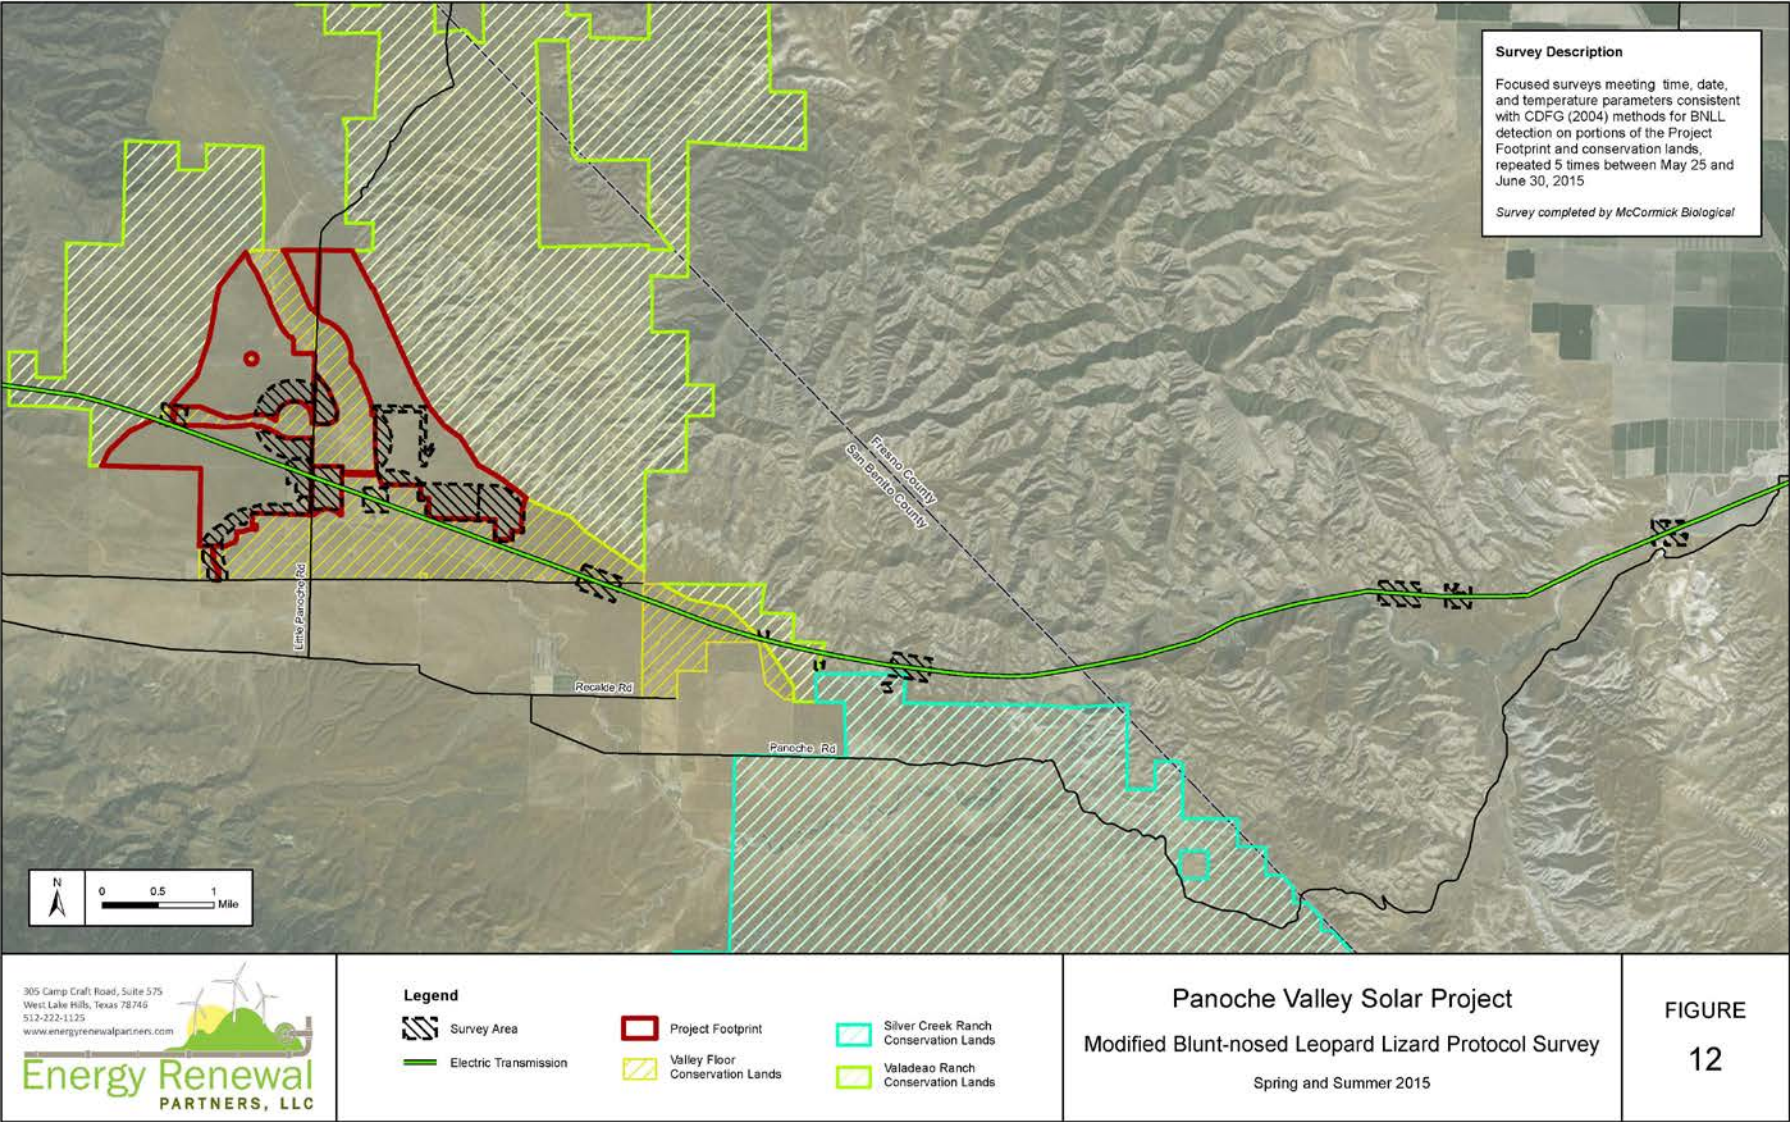 Survey Description
Focused surveys meeting time, date,
and temperature parameters consistent
with CDFG (2004) methods for BNLL
detection on portions of the Project
Footprint and conservation lands,
repeated 5 times between May 25 and
June 30, 2015
Survey completed by McCormick Biological
Fresno County
San Benito County
Little Panoche Rd
Recalde Rd
Panoche Rd
N
0 0.5 1
Mile
305 Camp Craft Road, Suite 575
West Lake Hills, Texas 78746
512-222-1125
www.energyrenewalpartners.com
Energy Renewal
PARTNERS, LLC
Legend
Survey Area
Electric Transmission
Project Footprint
Valley Floor
Conservation Lands
Silver Creek Ranch
Conservation Lands
Valadeao Ranch
Conservation Lands
Panoche Valley Solar Project
Modified Blunt-nosed Leopard Lizard Protocol Survey
Spring and Summer 2015
FIGURE
12